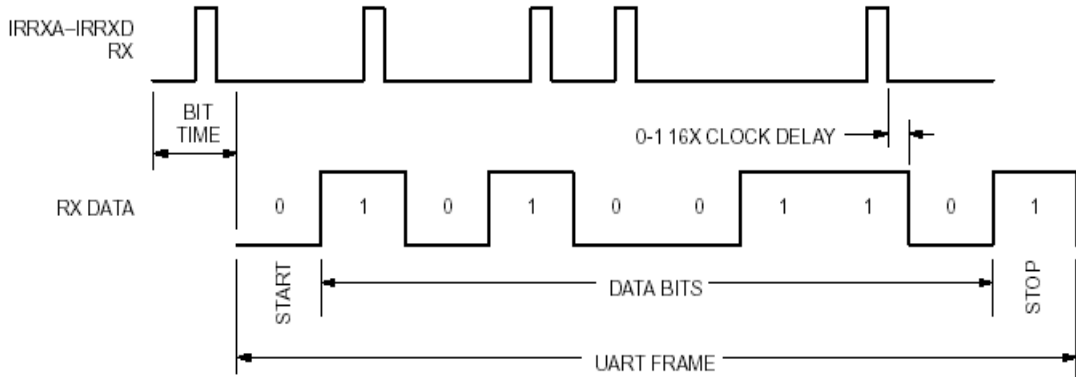 IRRXA–IRRXD
RX
BIT
TIME
0-1 16X CLOCK DELAY
RX DATA
0 1 0 1 0 0 1 1 0 1
START
DATA BITS
STOP
UART FRAME